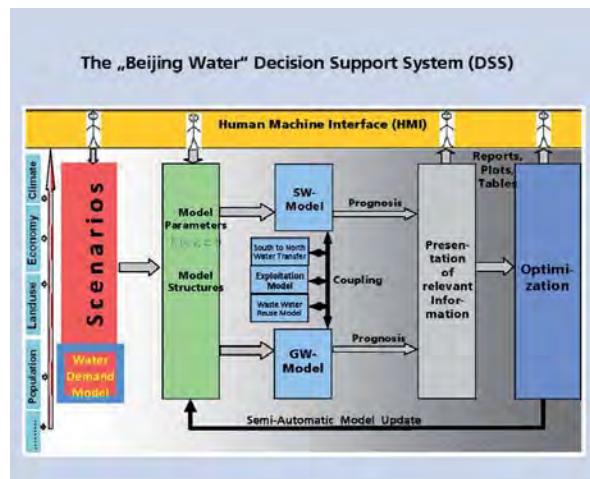 The „Beijing Water“ Decision Support System (DSS)
Human Machine Interface (HMI)
Climate
Economy
Landuse
Population
.........
Scenarios
Water
Demand
Model
Model
Parameters
Model
Structures
SW-
Model
South to North
Water Transfer
Exploitation
Model
Waste Water
Reuse Model
Coupling
GW-
Model
Prognosis
Prognosis
Presen-
tation
of
relevant
Infor-
mation
Reports,
Plots,
Tables
Optimi-
zation
Semi-Automatic Model Update